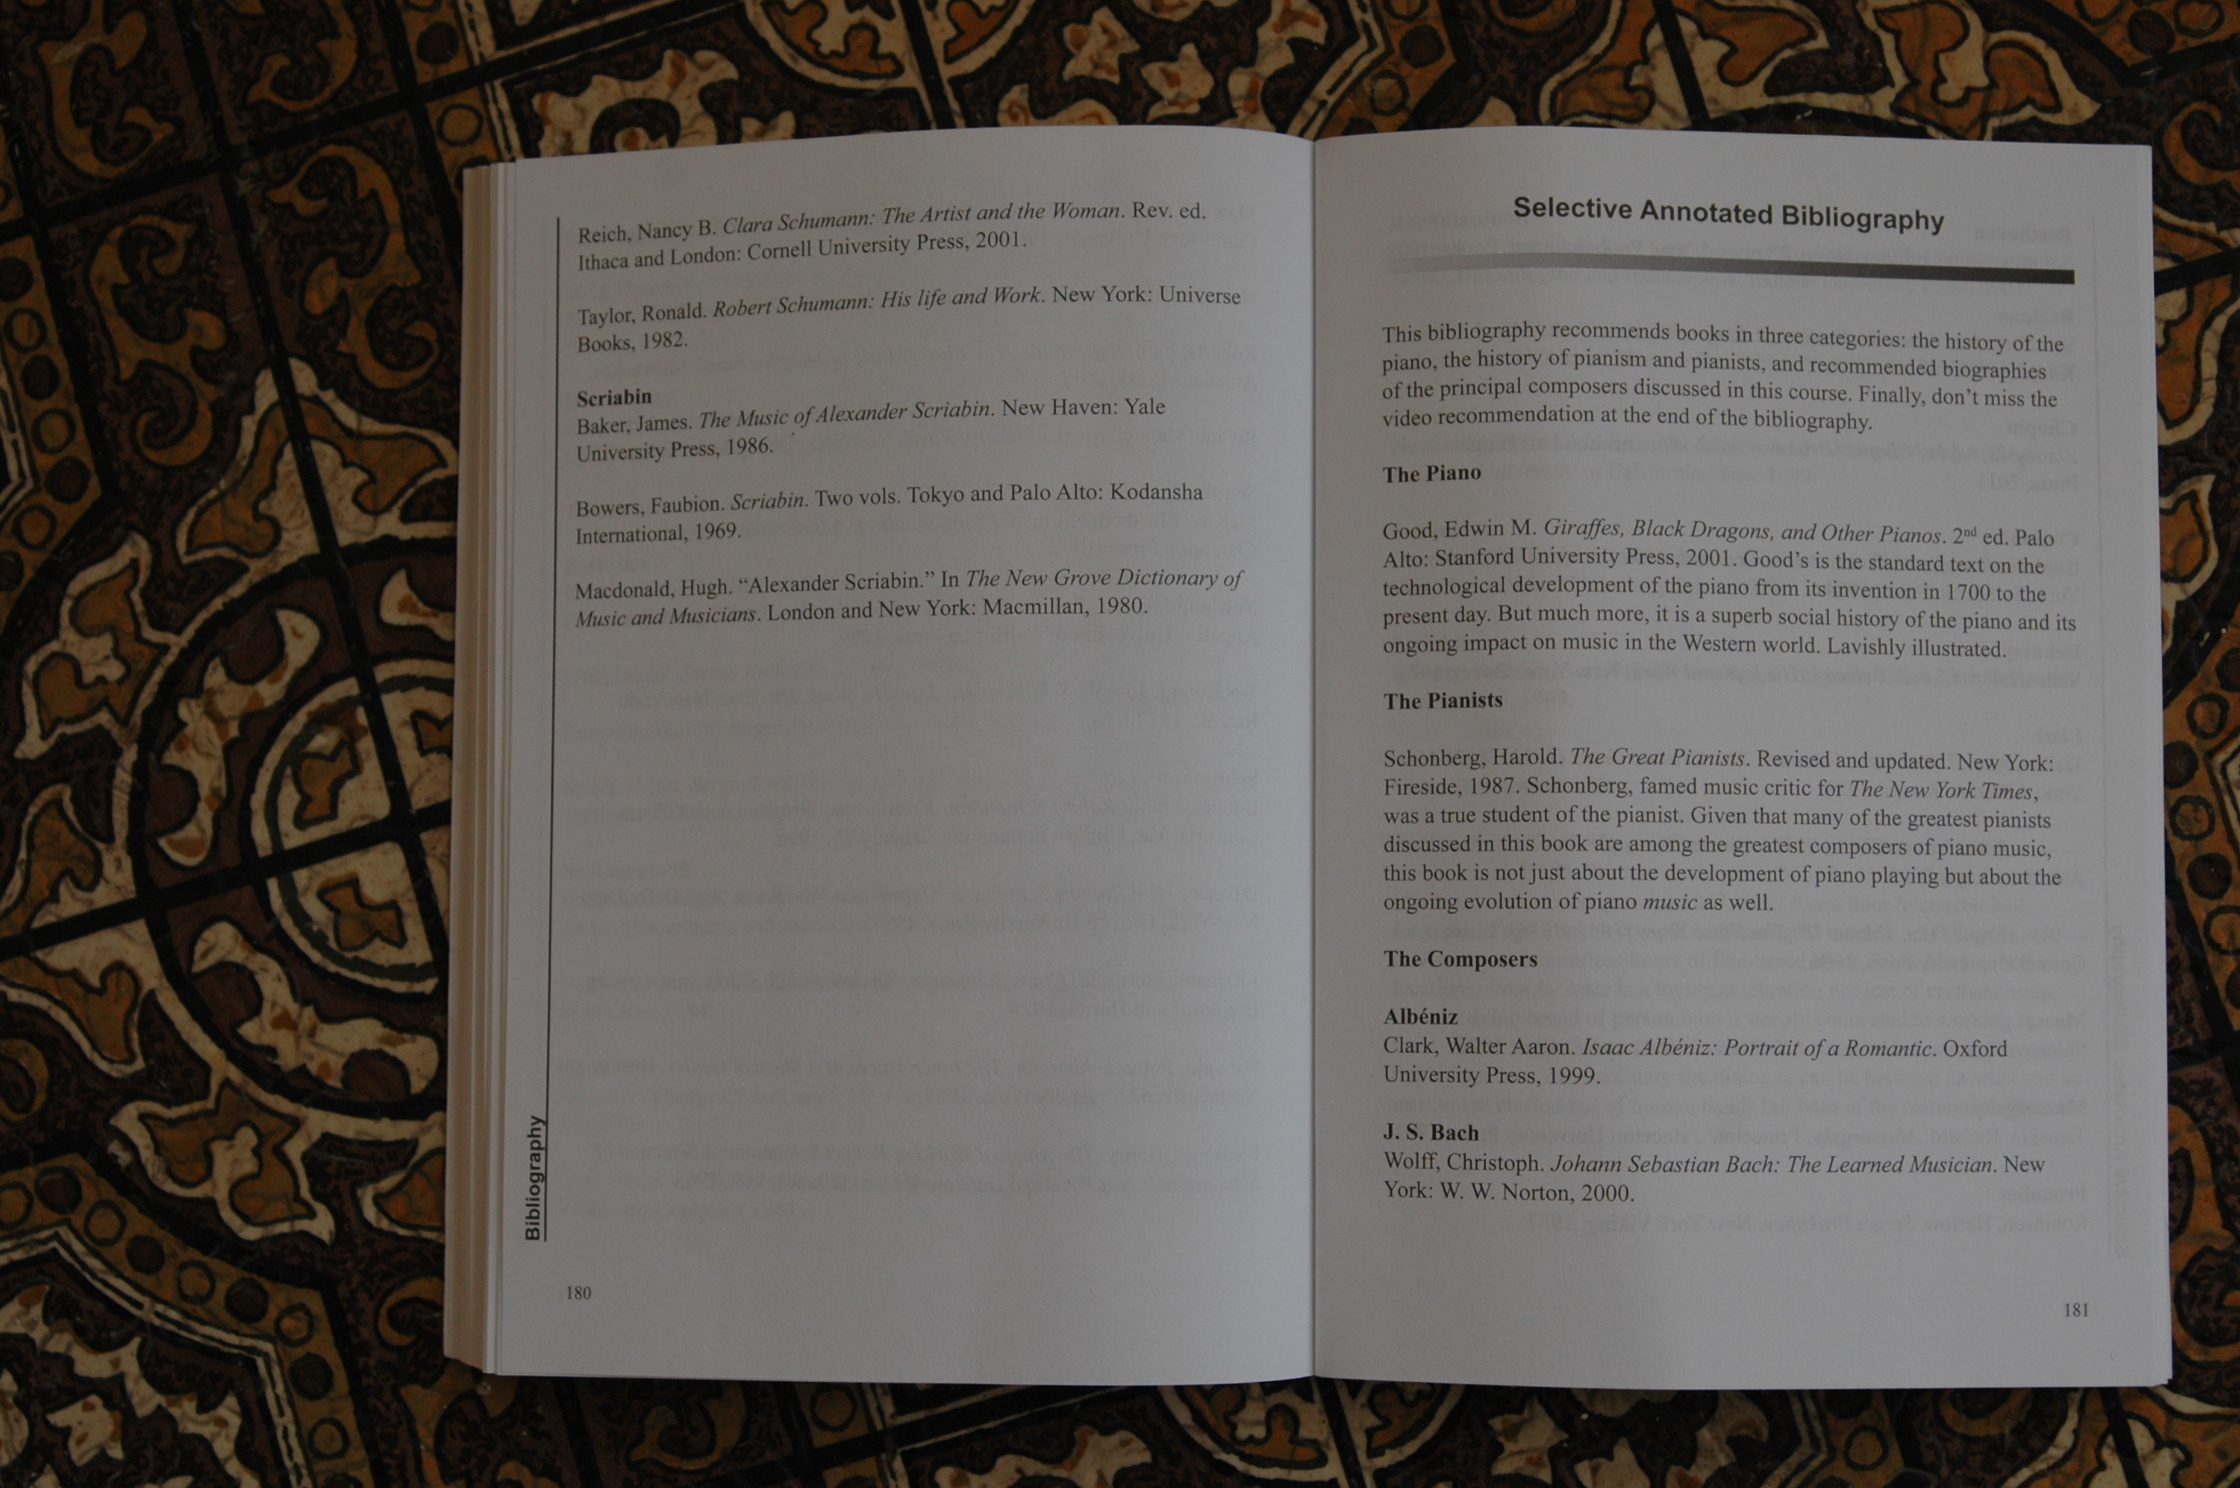 Reich, Nancy B. Clara Schumann: The Artist and the Woman. Rev. ed.
Ithaca and London: Cornell University Press, 2001.
Taylor, Ronald. Robert Schumann: His life and Work. New York: Universe
Books, 1982.
Scriabin
Baker, James. The Music of Alexander Scriabin. New Haven: Yale
University Press, 1986.
Bowers, Faubion. Scriabin. Two vols. Tokyo and Palo Alto: Kodansha
International, 1969.
Macdonald, Hugh. “Alexander Scriabin.” In The New Grove Dictionary of
Music and Musicians. London and New York: Macmillan, 1980.
Bibliography
180
Selective Annotated Bibliography
This bibliography recommends books in three categories: the history of the
piano, the history of pianism and pianists, and recommended biographies
of the principal composers discussed in this course. Finally, don’t miss the
video recommendation at the end of the bibliography.
The Piano
Good, Edwin M. Giraffes, Black Dragons, and Other Pianos. 2nd ed. Palo
Alto: Stanford University Press, 2001. Good’s is the standard text on the
technological development of the piano from its invention in 1700 to the
present day. But much more, it is a superb social history of the piano and its
ongoing impact on music in the Western world. Lavishly illustrated.
The Pianists
Schonberg, Harold. The Great Pianists. Revised and updated. New York:
Fireside, 1987. Schonberg, famed music critic for The New York Times,
was a true student of the pianist. Given that many of the greatest pianists
discussed in this book are among the greatest composers of piano music,
this book is not just about the development of piano playing but about the
ongoing evolution of piano music as well.
The Composers
Albéniz
Clark, Walter Aaron. Isaac Albéniz: Portrait of a Romantic. Oxford
University Press, 1999.
J. S. Bach
Wolff, Christoph. Johann Sebastian Bach: The Learned Musician. New
York: W. W. Norton, 2000.
181